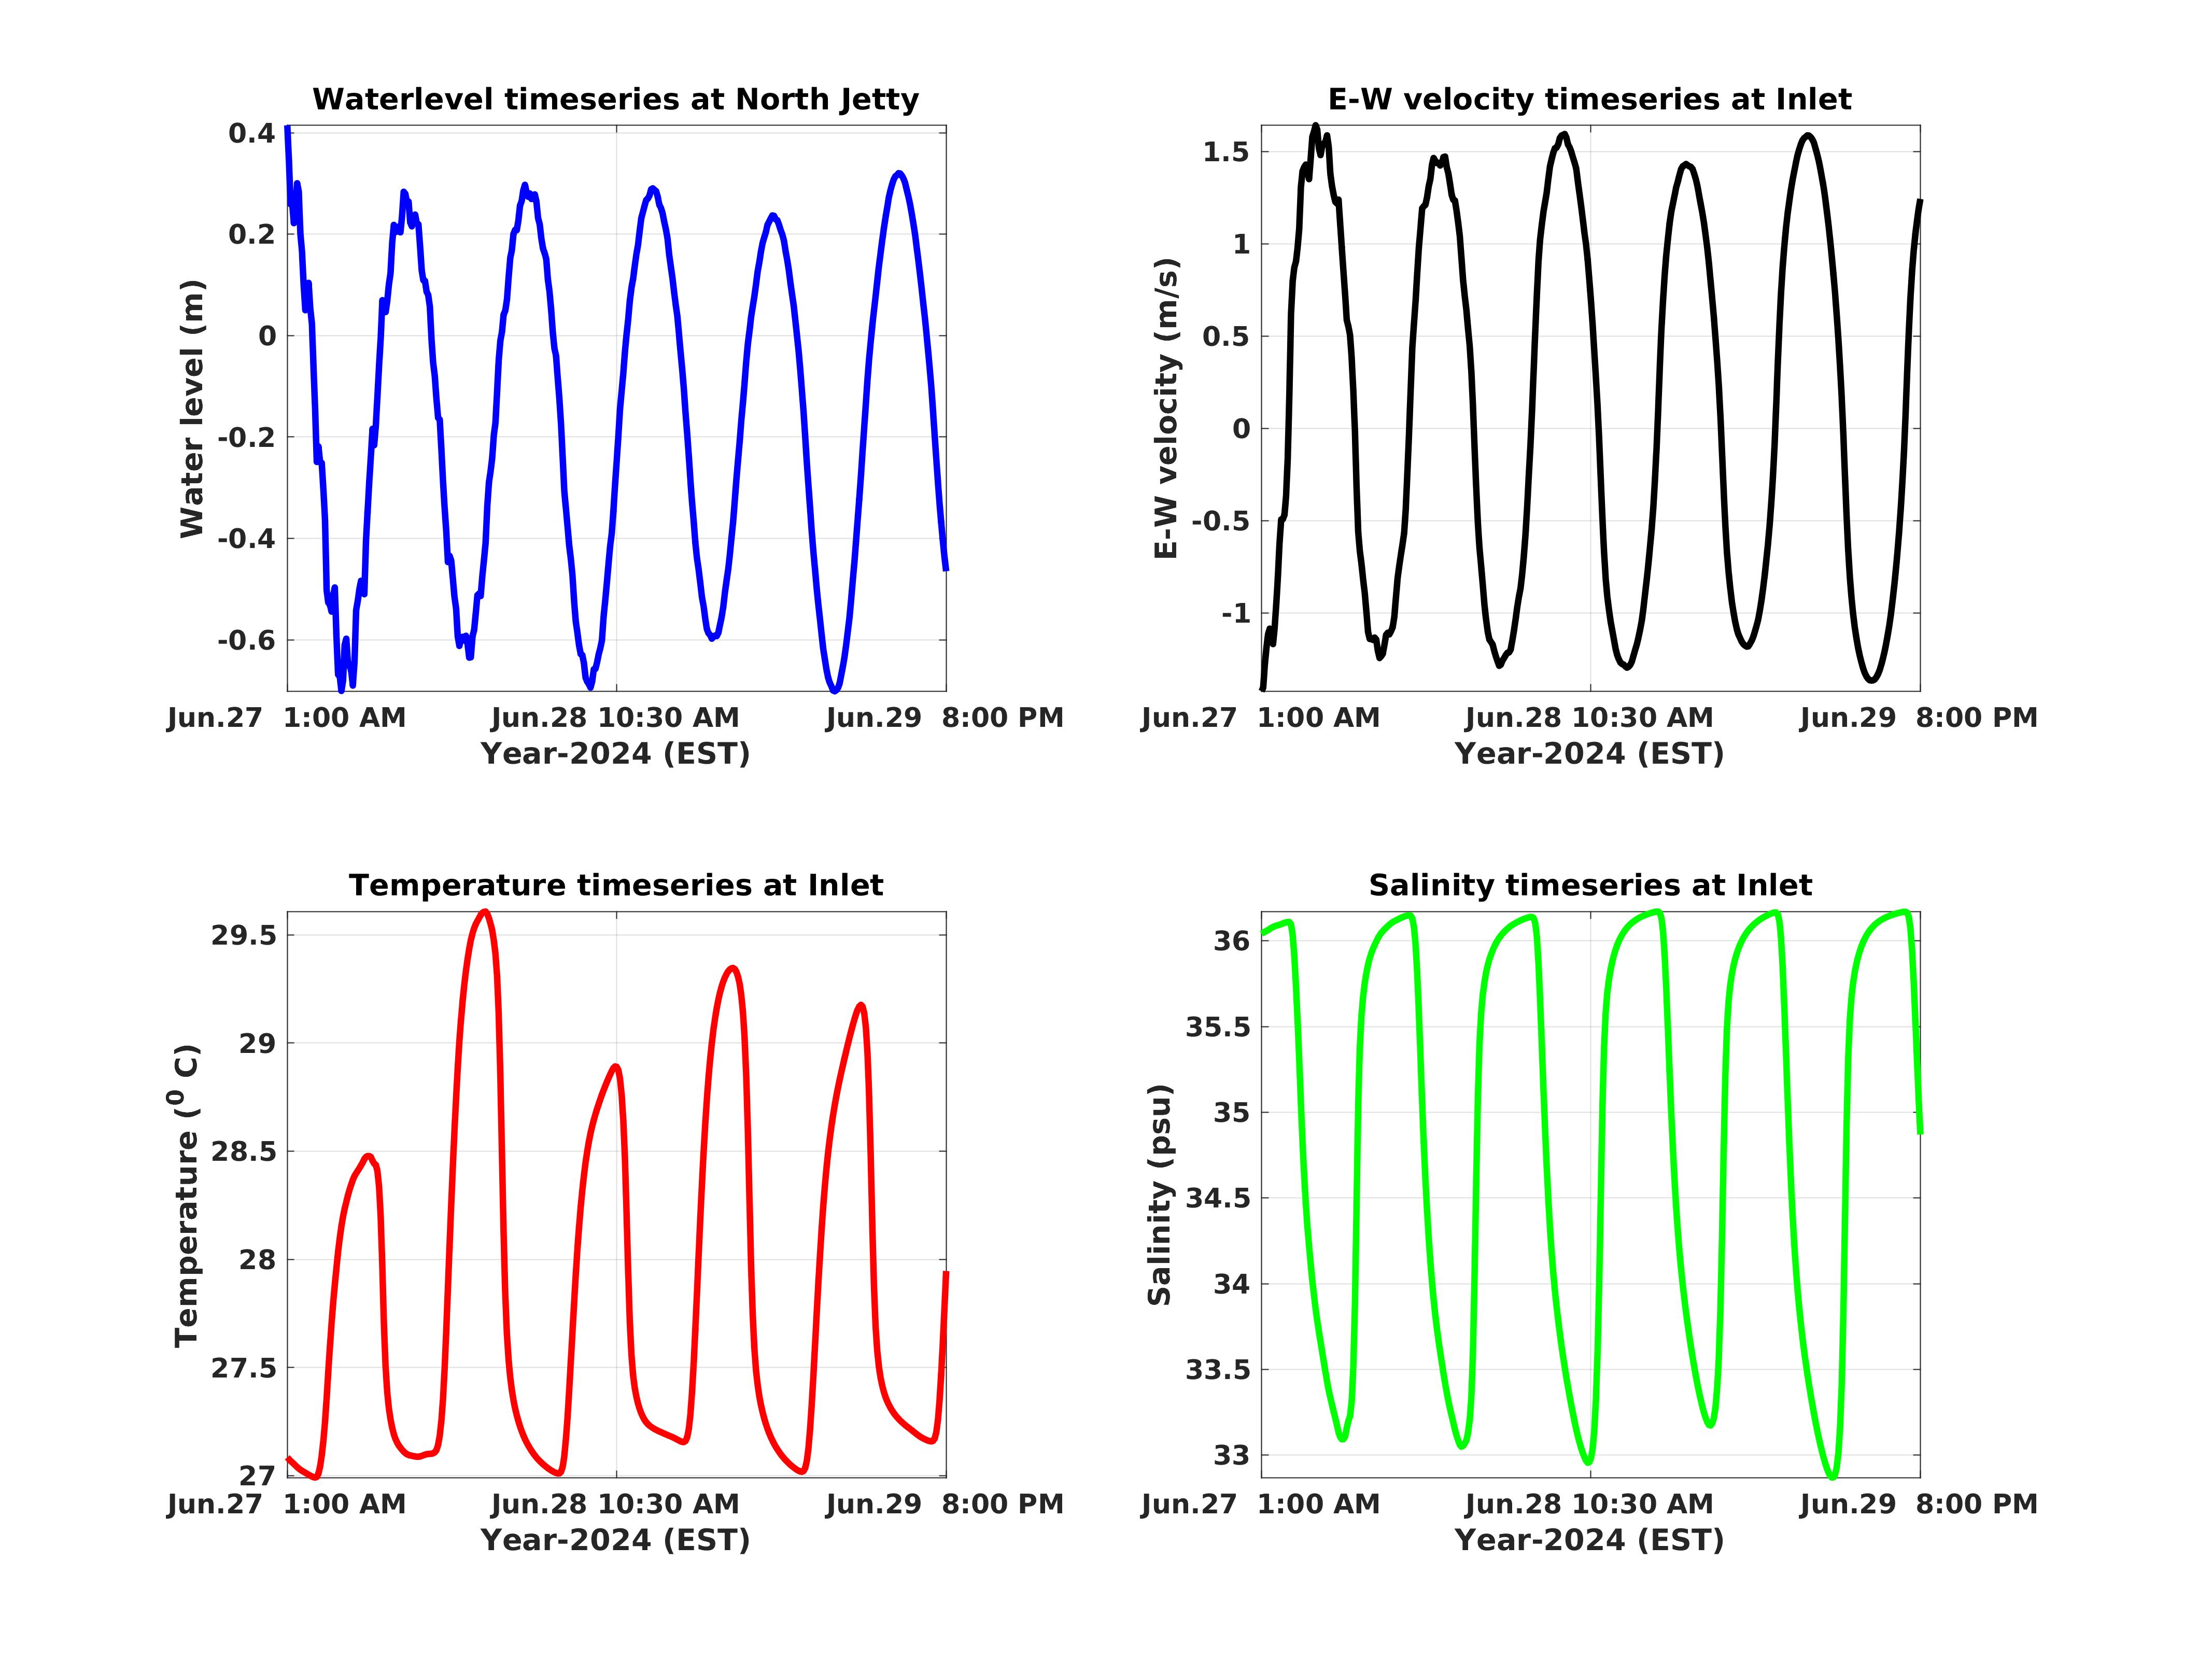 Waterlevel timeseries at North Jetty
0.4
0.2
0
-0.2
-0.4
-0.6
Water level (m)
Jun.27 1:00 AM
Jun.28 10:30 AM
Jun.29 8:00 PM
Year-2024 (EST)
E-W velocity timeseries at Inlet
1.5
1
0.5
0
-0.5
-1
E-W velocity (m/s)
Jun.27 1:00 AM
Jun.28 10:30 AM
Jun.29 8:00 PM
Year-2024 (EST)
Temperature timeseries at Inlet
29.5
29
28.5
28
27.5
27
Temperature (⁰ C)
Jun.27 1:00 AM
Jun.28 10:30 AM
Jun.29 8:00 PM
Year-2024 (EST)
Salinity timeseries at Inlet
36
35.5
35
34.5
34
33.5
33
Salinity (psu)
Jun.27 1:00 AM
Jun.28 10:30 AM
Jun.29 8:00 PM
Year-2024 (EST)